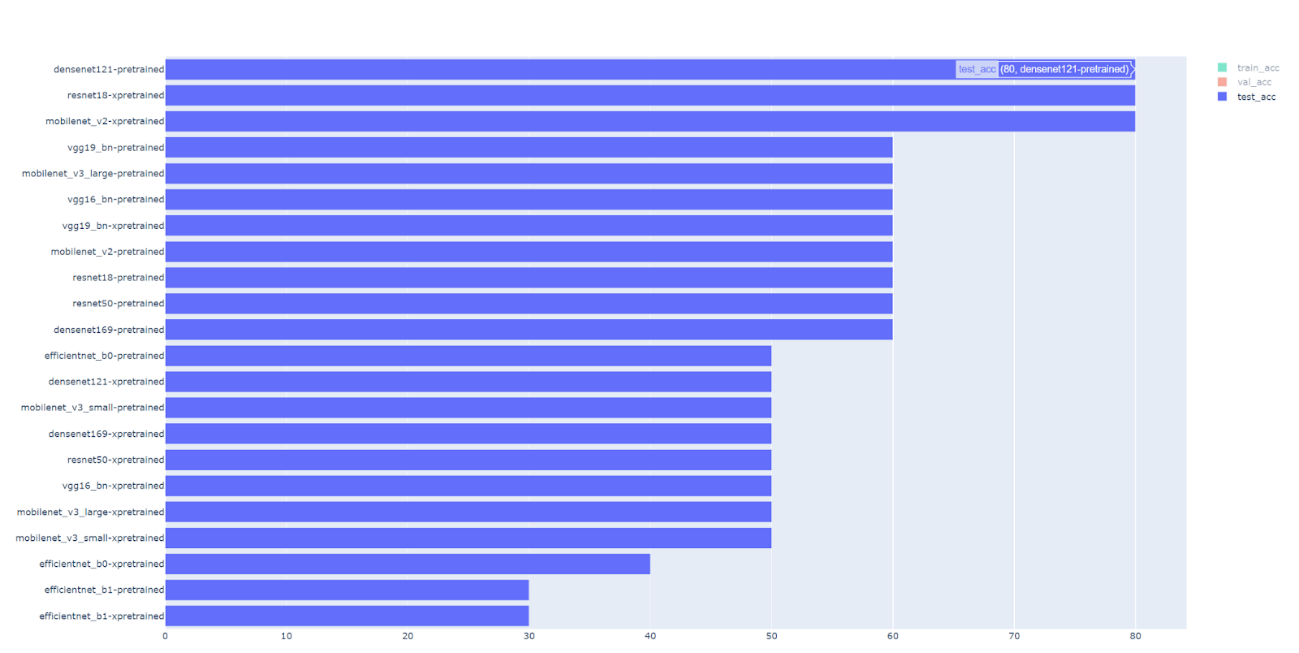 densenet121-pretrained
test_acc (80, densenet121-pretrained)
train_acc
val_acc
test_acc
resnet18-xpretrained
mobilenet_v2-xpretrained
vgg19_bn-pretrained
mobilenet_v3_large-pretrained
vgg16_bn-pretrained
vgg19_bn-xpretrained
mobilenet_v2-pretrained
resnet18-pretrained
resnet50-pretrained
densenet169-pretrained
efficientnet_b0-pretrained
densenet121-xpretrained
mobilenet_v3_small-pretrained
densenet169-xpretrained
resnet50-xpretrained
vgg16_bn-xpretrained
mobilenet_v3_large-xpretrained
mobilenet_v3_small-xpretrained
efficientnet_b0-xpretrained
efficientnet_b1-pretrained
efficientnet_b1-xpretrained
0 10 20 30 40 50 60 70 80